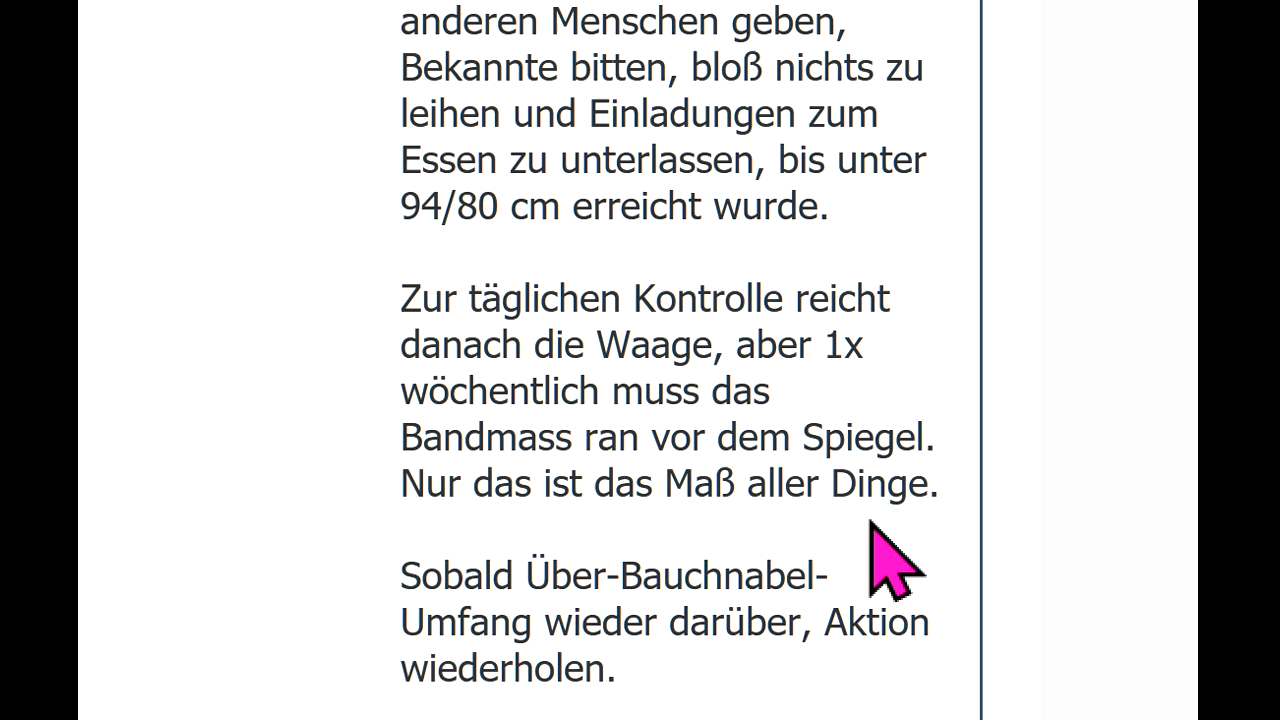 anderen Menschen geben,
Bekannte bitten, bloß nichts zu
leihen und Einladungen zum
Essen zu unterlassen, bis unter
94/80 cm erreicht wurde.
Zur täglichen Kontrolle reicht
danach die Waage, aber 1x
wöchentlich muss das
Bandmass ran vor dem Spiegel.
Nur das ist das Maß aller Dinge.
Sobald Über-Bauchnabel-
Umfang wieder darüber, Aktion
wiederholen.